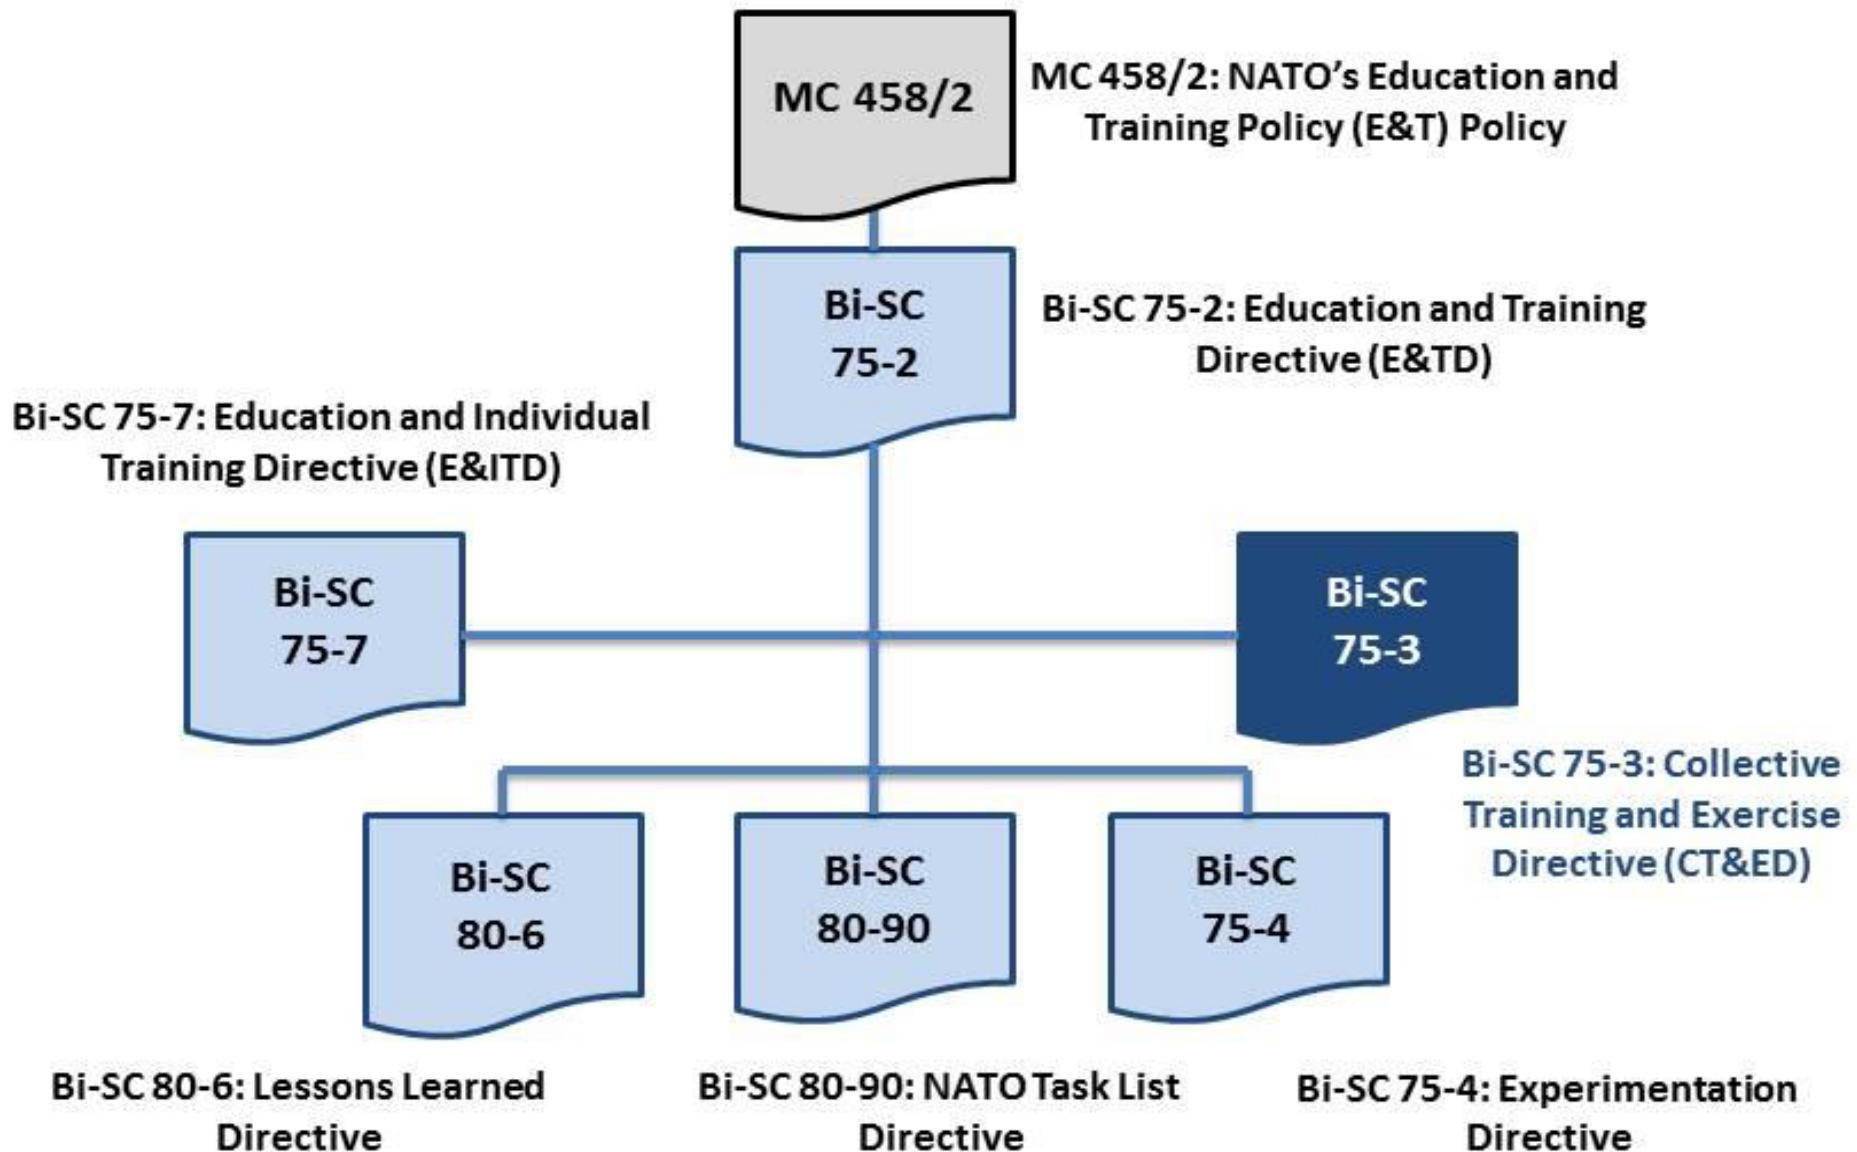 MC 458/2
MC 458/2: NATO’s Education and
Training Policy (E&T) Policy
Bi-SC
75-2
Bi-SC 75-2: Education and Training
Directive (E&TD)
Bi-SC 75-7: Education and Individual
Training Directive (E&ITD)
Bi-SC
75-7
Bi-SC
75-3
Bi-SC 75-3: Collective
Training and Exercise
Directive (CT&ED)
Bi-SC
80-6
Bi-SC
80-90
Bi-SC
75-4
Bi-SC 80-6: Lessons Learned
Directive
Bi-SC 80-90: NATO Task List
Directive
Bi-SC 75-4: Experimentation
Directive